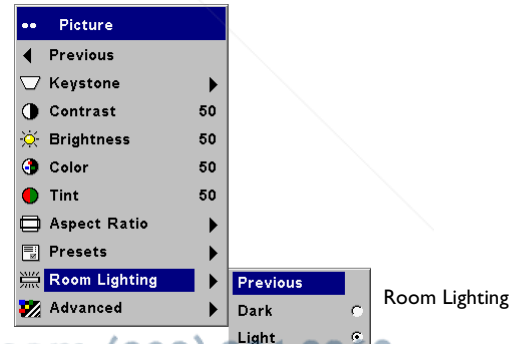 Picture
Previous
Keystone
Contrast 50
Brightness 50
Color 50
Tint 50
Aspect Ratio
Presets
Room Lighting
Advanced
Previous
Dark
Light
Room Lighting